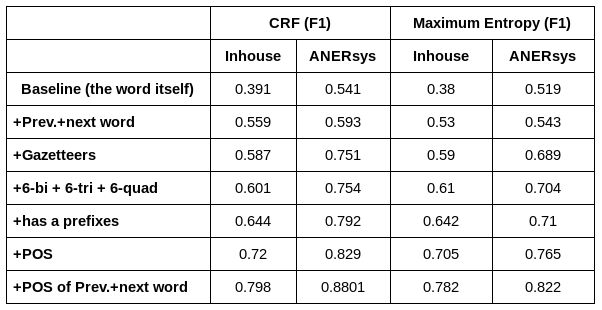 CRF (F1) Maximum Entropy (F1)
Inhouse ANERsys Inhouse ANERsys
Baseline (the word itself) 0.391 0.541 0.38 0.519
+Prev.+next word 0.559 0.593 0.53 0.543
+Gazetteers 0.587 0.751 0.59 0.689
+6-bi + 6-tri + 6-quad 0.601 0.754 0.61 0.704
+has a prefixes 0.644 0.792 0.642 0.71
+POS 0.72 0.829 0.705 0.765
+POS of Prev.+next word 0.798 0.8801 0.782 0.822